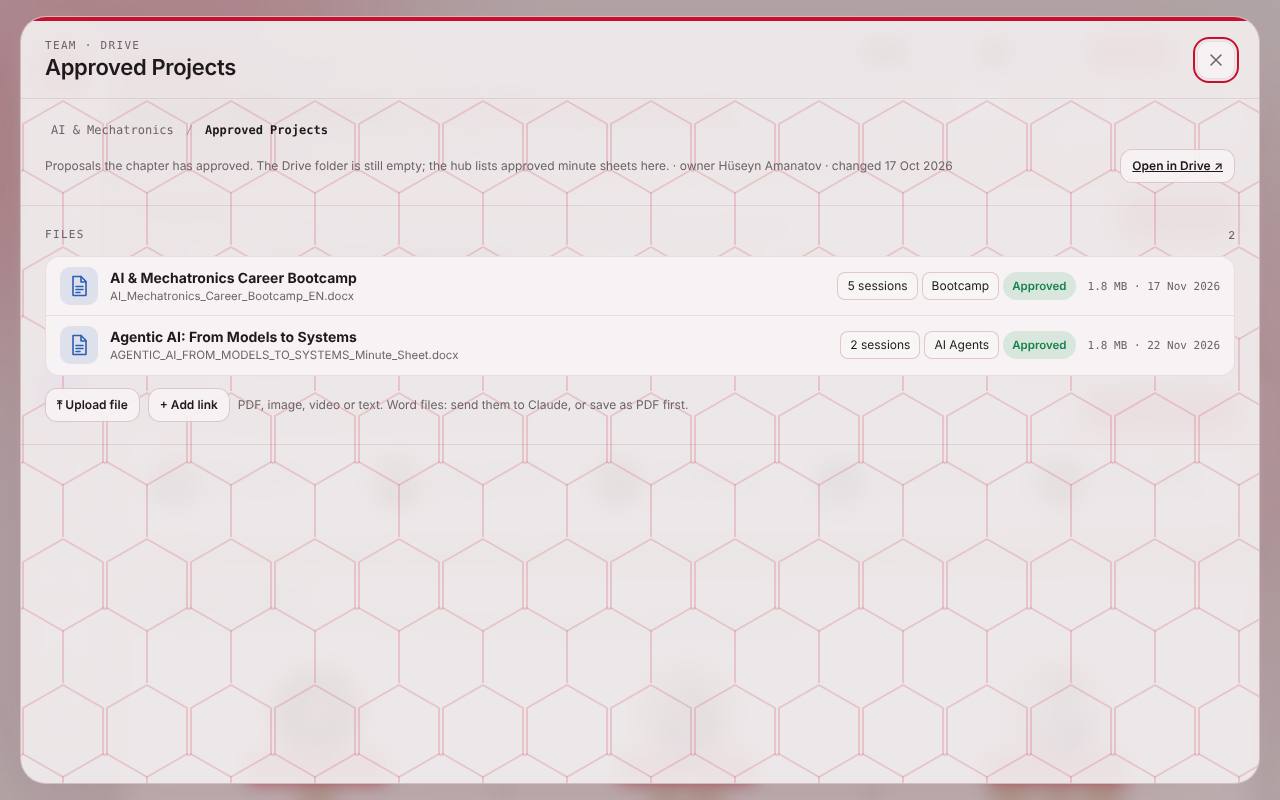 TEAM · DRIVE
Approved Projects
AI & Mechatronics / Approved Projects
Proposals the chapter has approved. The Drive folder is still empty; the hub lists approved minute sheets here. · owner Hüseyn Amanatov · changed 17 Oct 2026
Open in Drive ↗
FILES 2
AI & Mechatronics Career Bootcamp
AI_Mechatronics_Career_Bootcamp_EN.docx
5 sessions Bootcamp Approved 1.8 MB · 17 Nov 2026
Agentic AI: From Models to Systems
AGENTIC_AI_FROM_MODELS_TO_SYSTEMS_Minute_Sheet.docx
2 sessions AI Agents Approved 1.8 MB · 22 Nov 2026
⤒ Upload file + Add link PDF, image, video or text. Word files: send them to Claude, or save as PDF first.